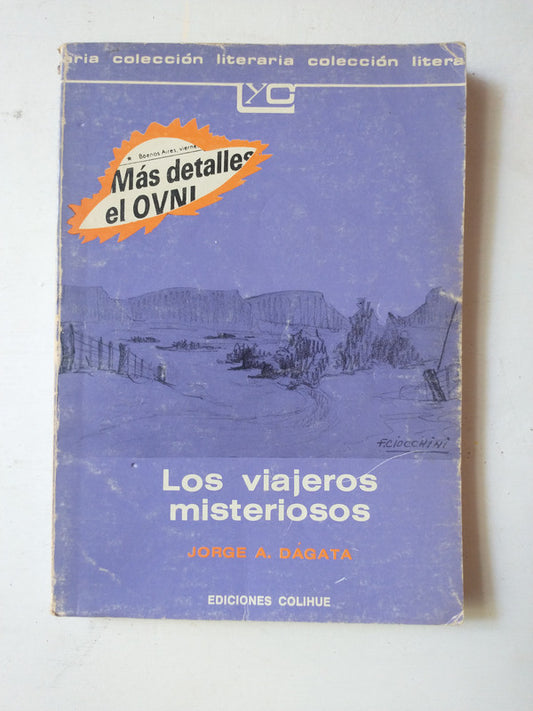 aria colección literaria colección litera
LyC
Buenos Aires, vierne
Más detalles
el OVNI
F.CIOCCHINI
Los viajeros
misteriosos
JORGE A. DÁGATA
EDICIONES COLIHUE